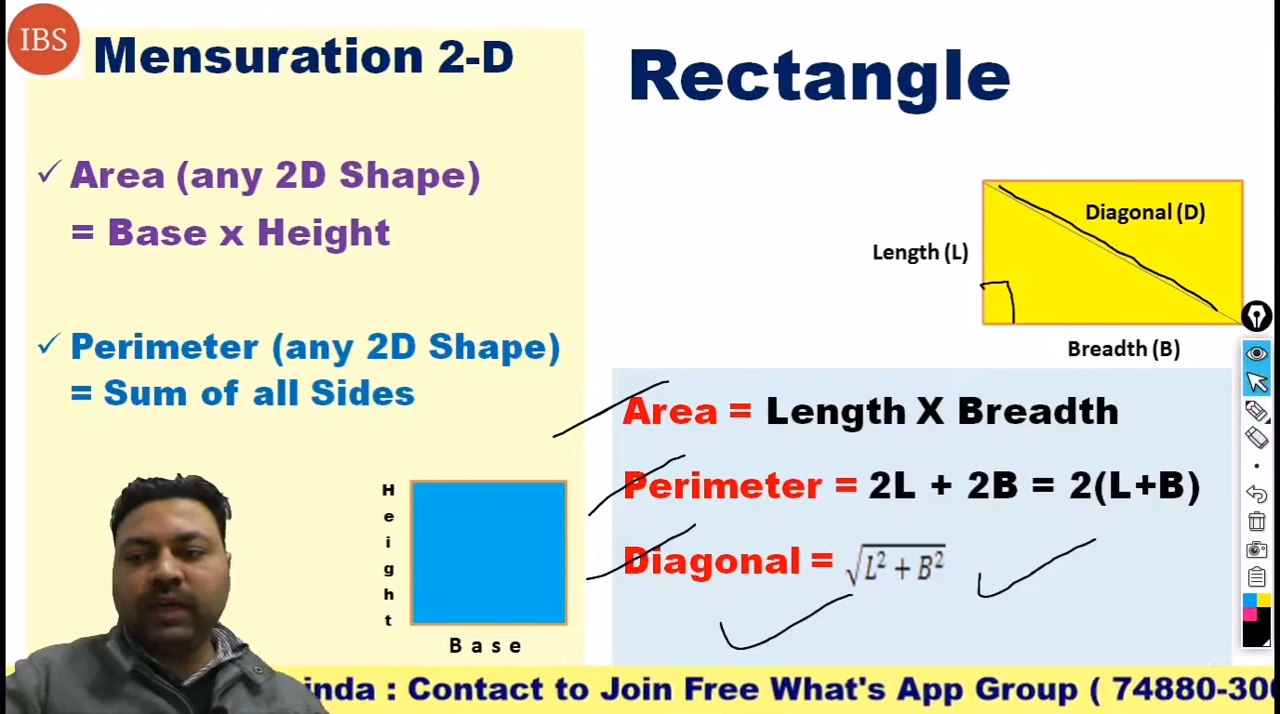 IBS
Mensuration 2-D
Rectangle
✓ Area (any 2D Shape)
= Base x Height
✓ Perimeter (any 2D Shape)
= Sum of all Sides
Height
Base
Diagonal (D)
Length (L)
Breadth (B)
Area = Length X Breadth
Perimeter = 2L + 2B = 2(L+B)
Diagonal = √L² + B²
: Contact to Join Free What's App Group ( 74880-30